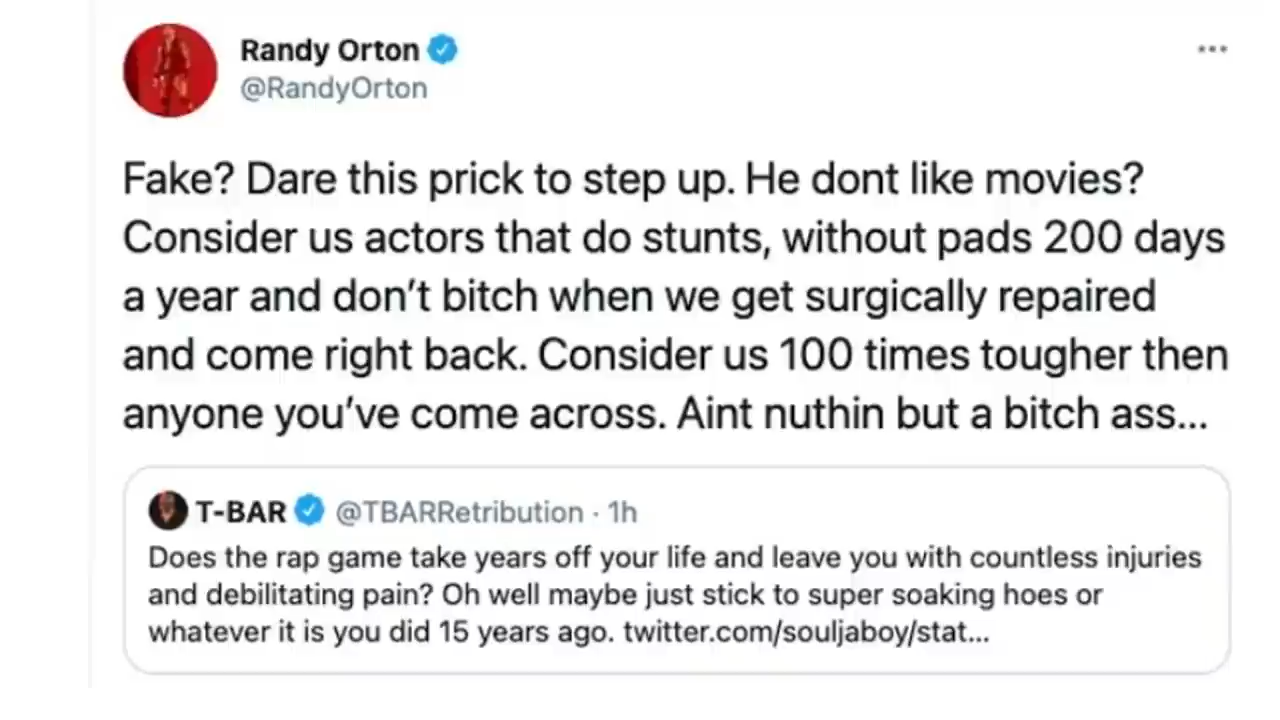 Randy Orton
@RandyOrton
Fake? Dare this prick to step up. He dont like movies?
Consider us actors that do stunts, without pads 200 days
a year and don’t bitch when we get surgically repaired
and come right back. Consider us 100 times tougher then
anyone you’ve come across. Aint nuthin but a bitch ass...
T-BAR @TBARRetribution · 1h
Does the rap game take years off your life and leave you with countless injuries
and debilitating pain? Oh well maybe just stick to super soaking hoes or
whatever it is you did 15 years ago. twitter.com/souljaboy/stat...